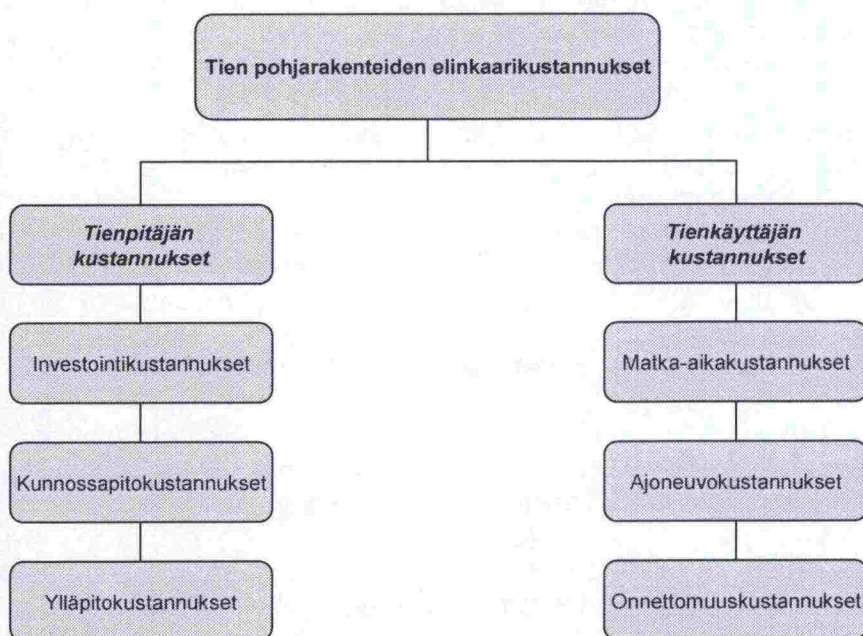 Tien pohjarakenteiden elinkaarikustannukset
Tienpitäjän
kustannukset
Investointikustannukset
Kunnossapitokustannukset
Ylläpitokustannukset
Tienkäyttäjän
kustannukset
Matka-aikakustannukset
Ajoneuvokustannukset
Onnettomuuskustannukset